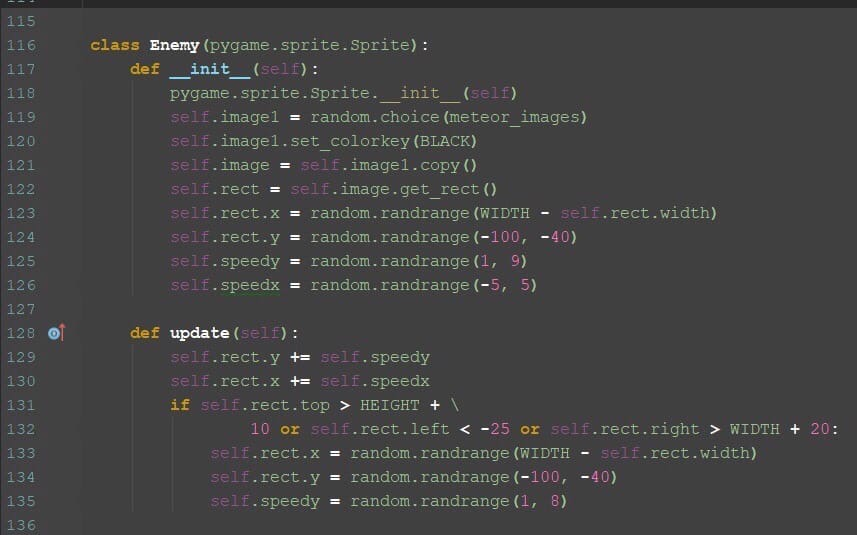 115
116 class Enemy(pygame.sprite.Sprite):
117     def __init__(self):
118         pygame.sprite.Sprite.__init__(self)
119         self.image1 = random.choice(meteor_images)
120         self.image1.set_colorkey(BLACK)
121         self.image = self.image1.copy()
122         self.rect = self.image.get_rect()
123         self.rect.x = random.randrange(WIDTH - self.rect.width)
124         self.rect.y = random.randrange(-100, -40)
125         self.speedy = random.randrange(1, 9)
126         self.speedx = random.randrange(-5, 5)
127
128     def update(self):
129         self.rect.y += self.speedy
130         self.rect.x += self.speedx
131         if self.rect.top > HEIGHT + \
132                 10 or self.rect.left < -25 or self.rect.right > WIDTH + 20:
133             self.rect.x = random.randrange(WIDTH - self.rect.width)
134             self.rect.y = random.randrange(-100, -40)
135             self.speedy = random.randrange(1, 8)
136